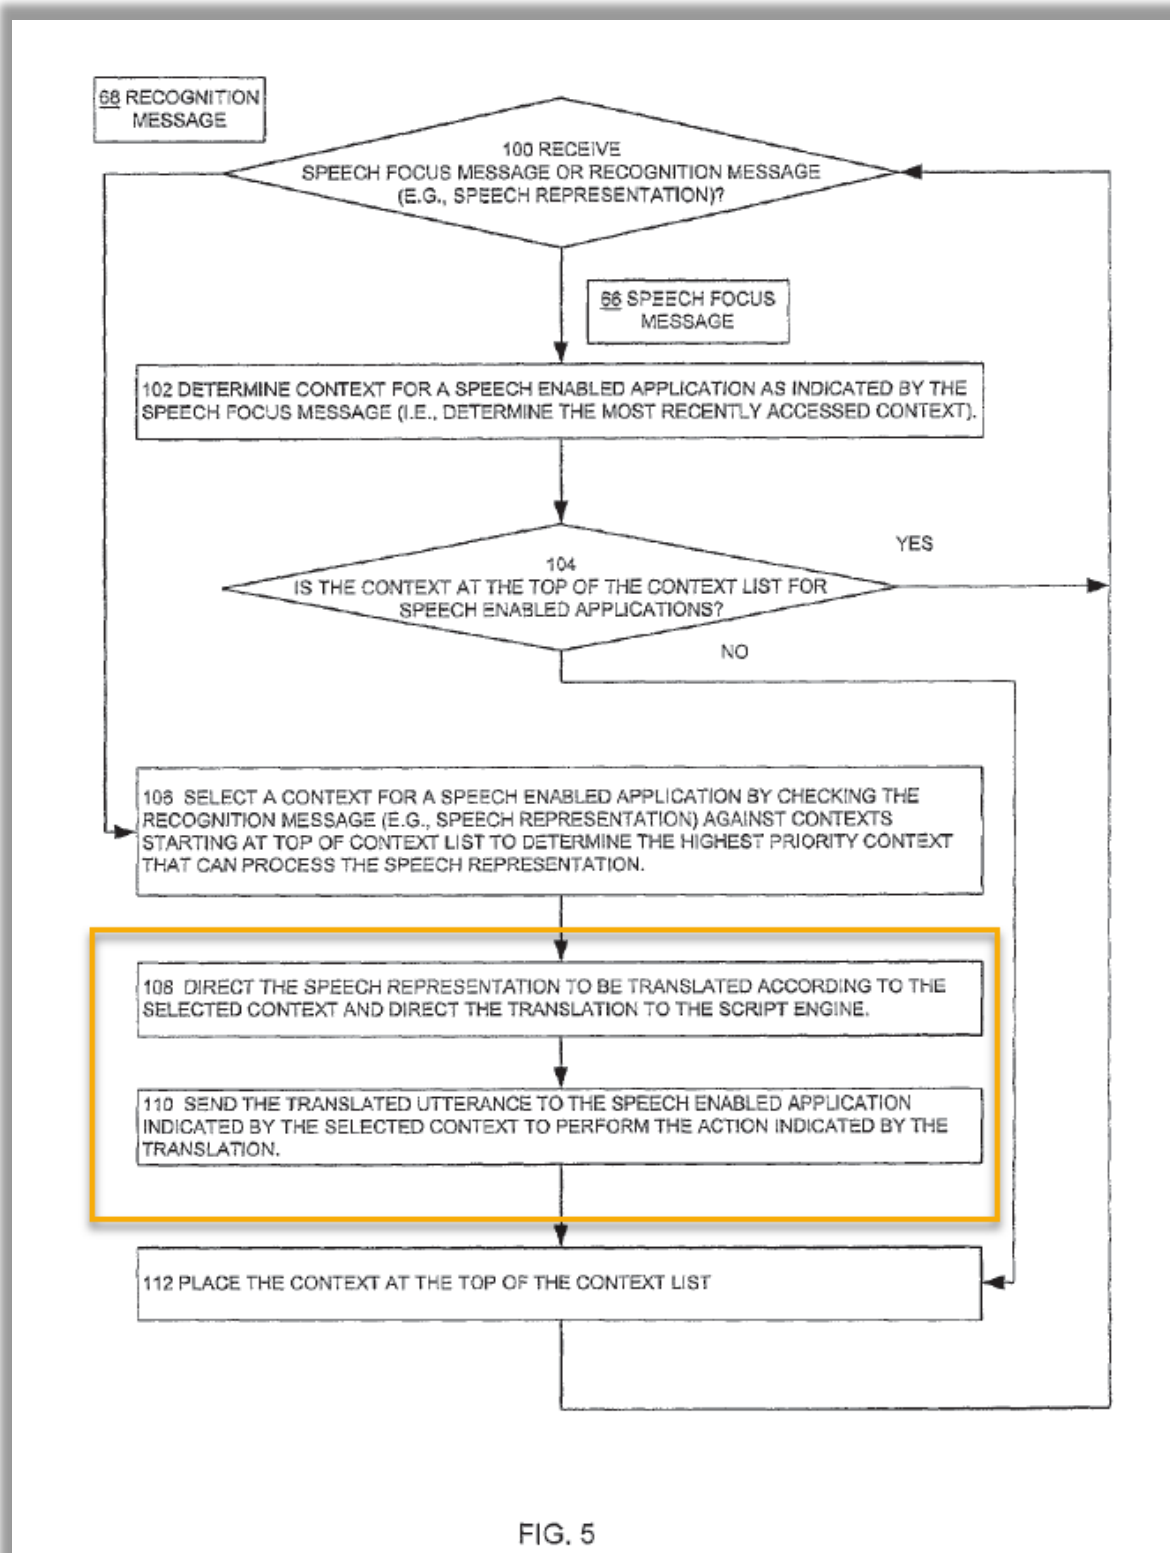 68 RECOGNITION
MESSAGE
100 RECEIVE
SPEECH FOCUS MESSAGE OR RECOGNITION MESSAGE
(E.G., SPEECH REPRESENTATION)?
66 SPEECH FOCUS
MESSAGE
102 DETERMINE CONTEXT FOR A SPEECH ENABLED APPLICATION AS INDICATED BY THE
SPEECH FOCUS MESSAGE (I.E., DETERMINE THE MOST RECENTLY ACCESSED CONTEXT).
104
IS THE CONTEXT AT THE TOP OF THE CONTEXT LIST FOR
SPEECH ENABLED APPLICATIONS?
YES
NO
106 SELECT A CONTEXT FOR A SPEECH ENABLED APPLICATION BY CHECKING THE
RECOGNITION MESSAGE (E.G., SPEECH REPRESENTATION) AGAINST CONTEXTS
STARTING AT TOP OF CONTEXT LIST TO DETERMINE THE HIGHEST PRIORITY CONTEXT
THAT CAN PROCESS THE SPEECH REPRESENTATION.
108 DIRECT THE SPEECH REPRESENTATION TO BE TRANSLATED ACCORDING TO THE
SELECTED CONTEXT AND DIRECT THE TRANSLATION TO THE SCRIPT ENGINE.
110 SEND THE TRANSLATED UTTERANCE TO THE SPEECH ENABLED APPLICATION
INDICATED BY THE SELECTED CONTEXT TO PERFORM THE ACTION INDICATED BY THE
TRANSLATION.
112 PLACE THE CONTEXT AT THE TOP OF THE CONTEXT LIST
FIG. 5